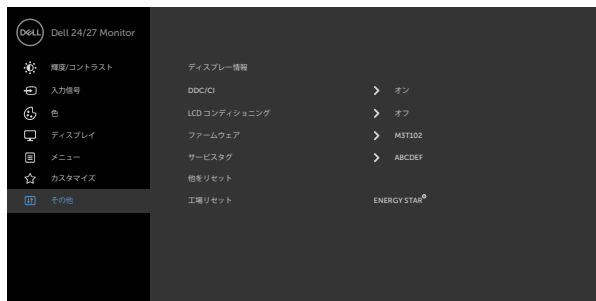 DELL Dell 24/27 Monitor
輝度/コントラスト ディスプレー情報
入力信号 DDC/CI オン
色 LCD コンディショニング オフ
ディスプレイ ファームウェア M3T102
メニュー サービスタグ ABCDEF
カスタマイズ 他をリセット
その他 工場リセット ENERGY STAR®